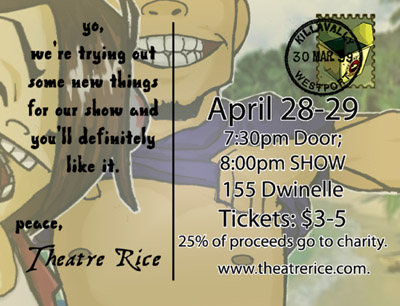 yo,
we're trying out
some new things
for our show and
you'll definitely
like it.
peace,
Theatre Rice
30 MAR 99
April 28-29
7:30pm Door;
8:00pm SHOW
155 Dwinelle
Tickets: $3-5
25% of proceeds go to charity.
www.theatrerice.com.